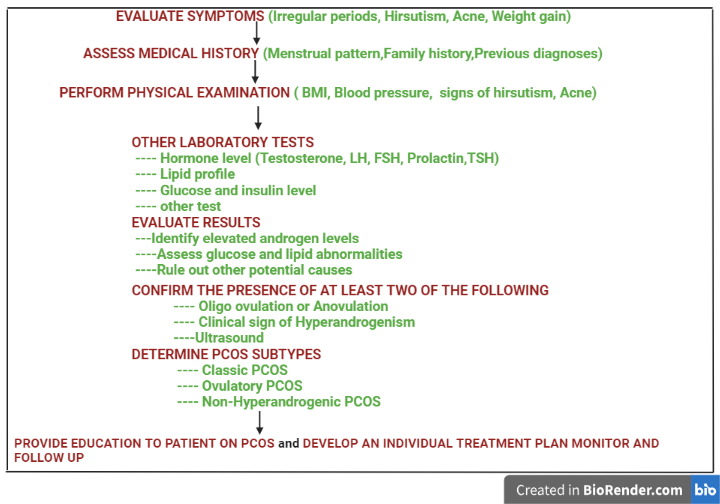 EVALUATE SYMPTOMS (Irregular periods, Hirsutism, Acne, Weight gain)
ASSESS MEDICAL HISTORY (Menstrual pattern,Family history,Previous diagnoses)
PERFORM PHYSICAL EXAMINATION ( BMI, Blood pressure, signs of hirsutism, Acne)
OTHER LABORATORY TESTS
---- Hormone level (Testosterone, LH, FSH, Prolactin,TSH)
---- Lipid profile
---- Glucose and insulin level
---- other test
EVALUATE RESULTS
---Identify elevated androgen levels
----Assess glucose and lipid abnormalities
----Rule out other potential causes
CONFIRM THE PRESENCE OF AT LEAST TWO OF THE FOLLOWING
---- Oligo ovulation or Anovulation
---- Clinical sign of Hyperandrogenism
----Ultrasound
DETERMINE PCOS SUBTYPES
---- Classic PCOS
---- Ovulatory PCOS
---- Non-Hyperandrogenic PCOS
PROVIDE EDUCATION TO PATIENT ON PCOS and DEVELOP AN INDIVIDUAL TREATMENT PLAN MONITOR AND
FOLLOW UP
Created in BioRender.com bio